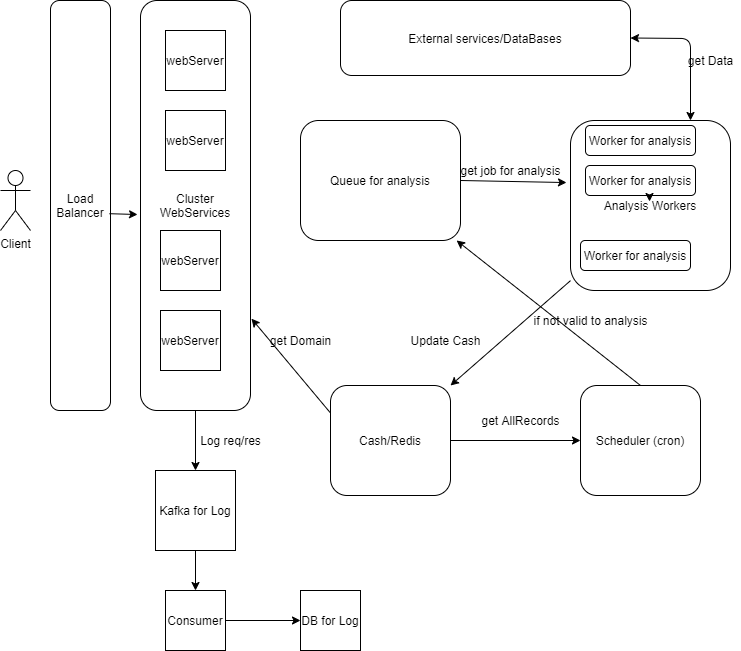 External services/DataBases
get Data
webServer
webServer
Worker for analysis
Worker for analysis
Analysis Workers
Worker for analysis
Queue for analysis
get job for analysis
Client
Load
Balancer
Cluster
WebServices
webServer
webServer
get Domain
Update Cash
if not valid to analysis
Cash/Redis
get AllRecords
Scheduler (cron)
Log req/res
Kafka for Log
Consumer
DB for Log